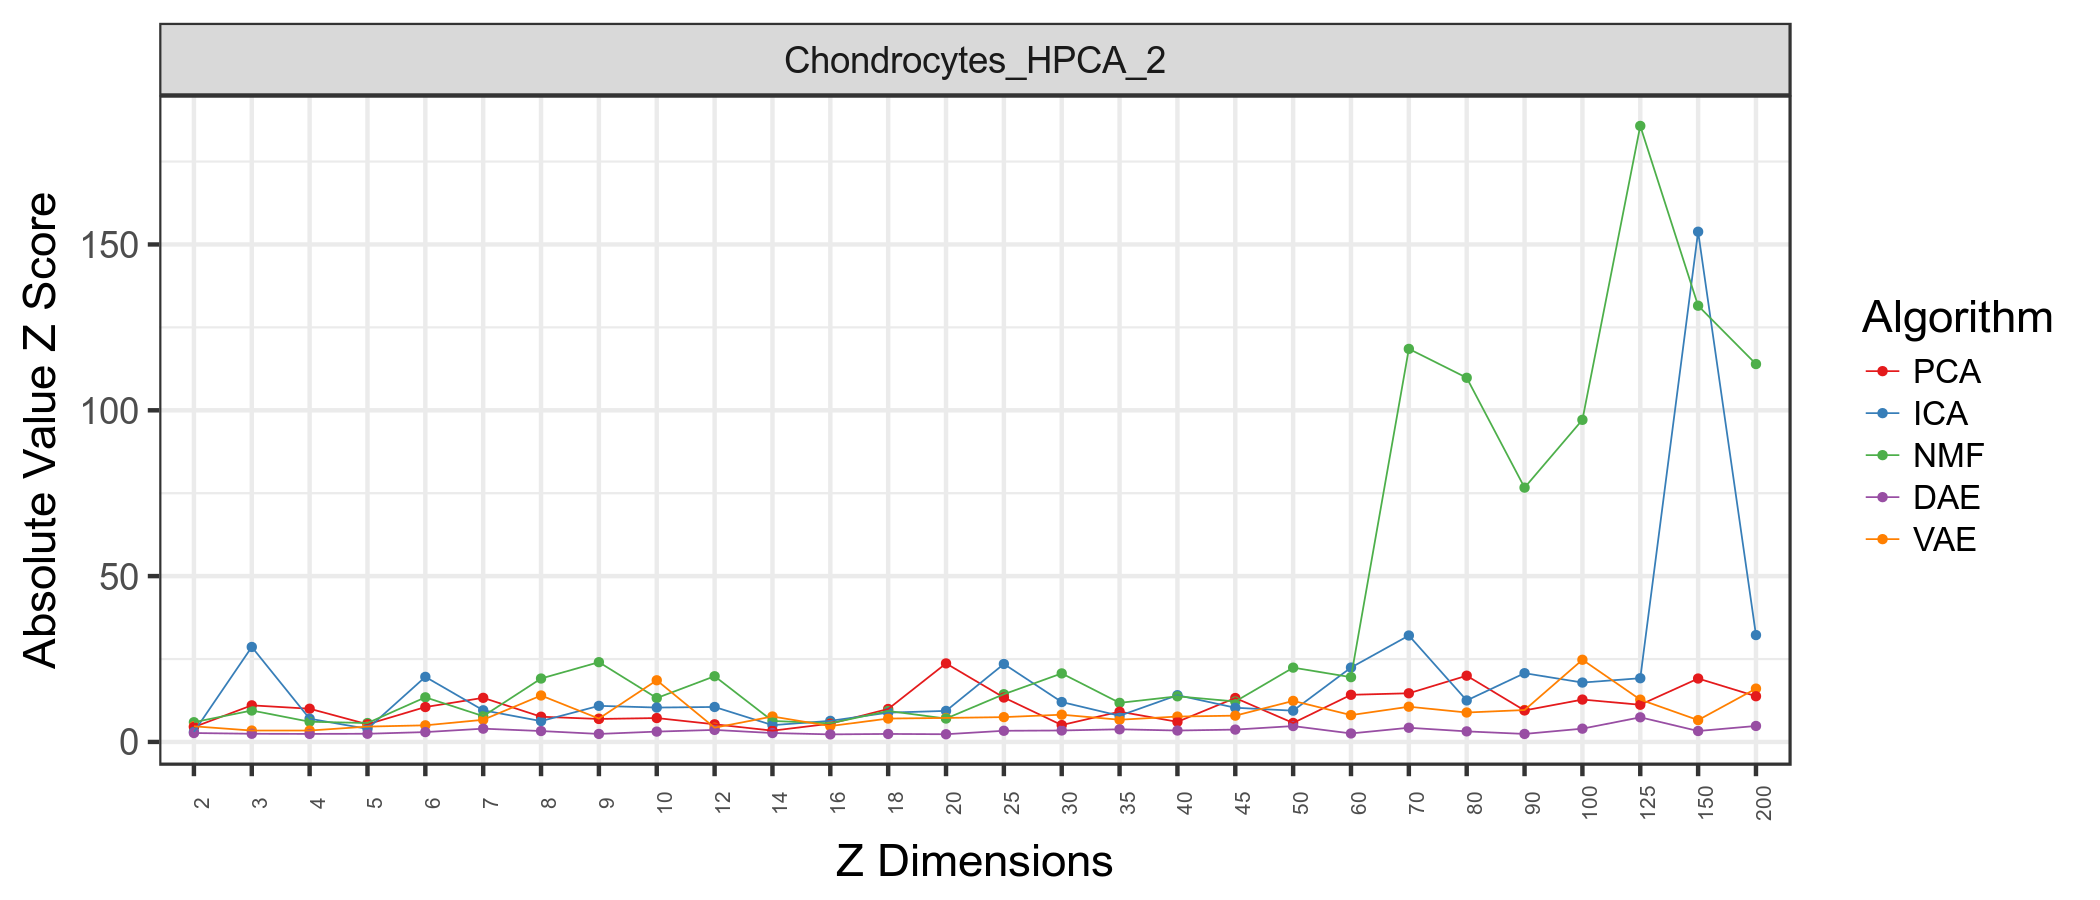 Chondrocytes_HPCA_2
Absolute Value Z Score
150
100
50
0
2 3 4 5 6 7 8 9 10 12 14 16 18 20 25 30 35 40 45 50 60 70 80 90 100 125 150 200
Z Dimensions
Algorithm
PCA
ICA
NMF
DAE
VAE